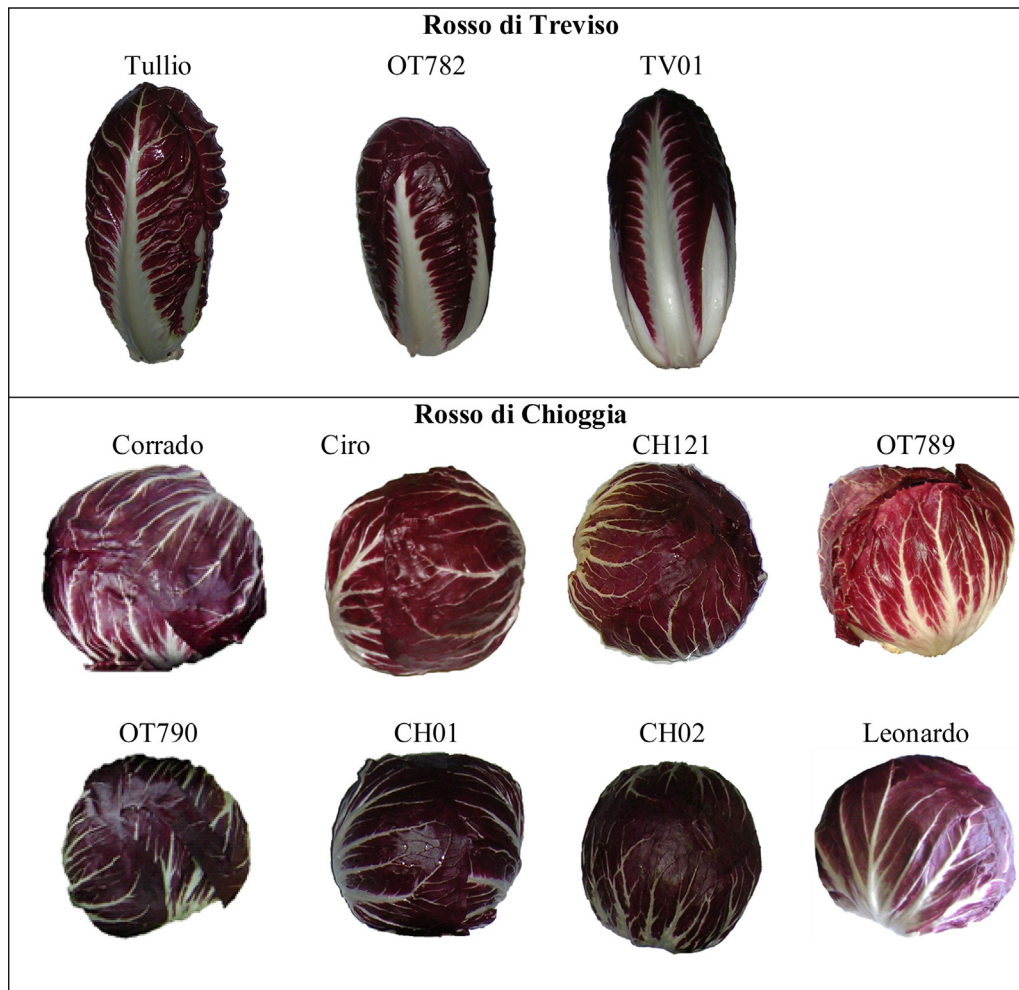 Rosso di Treviso
Tullio OT782 TV01
Rosso di Chioggia
Corrado Ciro CH121 OT789
OT790 CH01 CH02 Leonardo